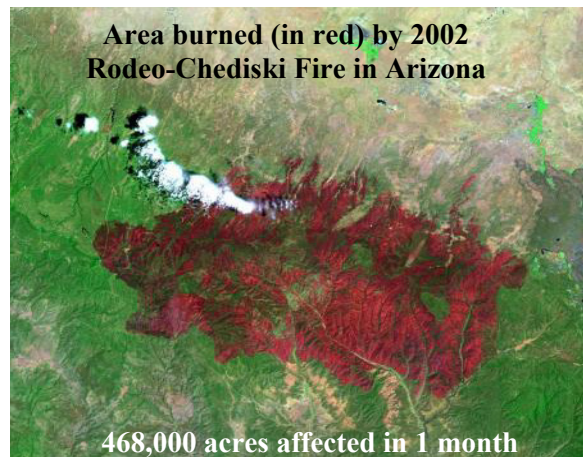 Area burned (in red) by 2002
Rodeo-Chediski Fire in Arizona
468,000 acres affected in 1 month